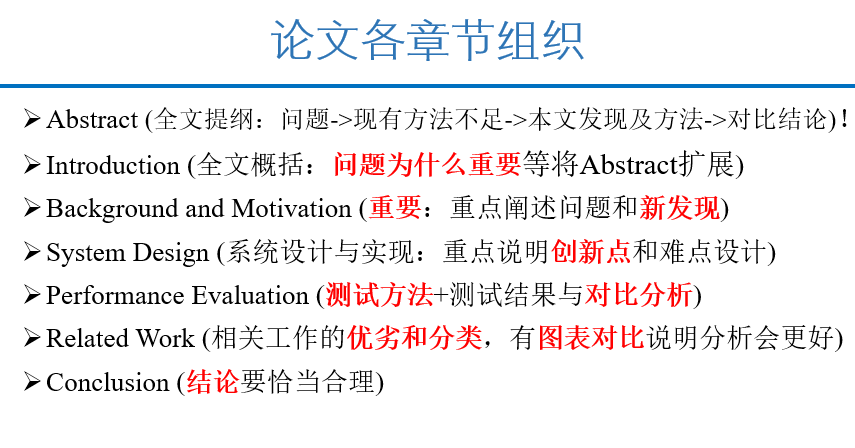 论文各章节组织
➢Abstract (全文提纲：问题->现有方法不足->本文发现及方法->对比结论)！
➢Introduction (全文概括：问题为什么重要等将Abstract扩展)
➢Background and Motivation (重要：重点阐述问题和新发现)
➢System Design (系统设计与实现：重点说明创新点和难点设计)
➢Performance Evaluation (测试方法+测试结果与对比分析)
➢Related Work (相关工作的优劣和分类，有图表对比说明分析会更好)
➢Conclusion (结论要恰当合理)